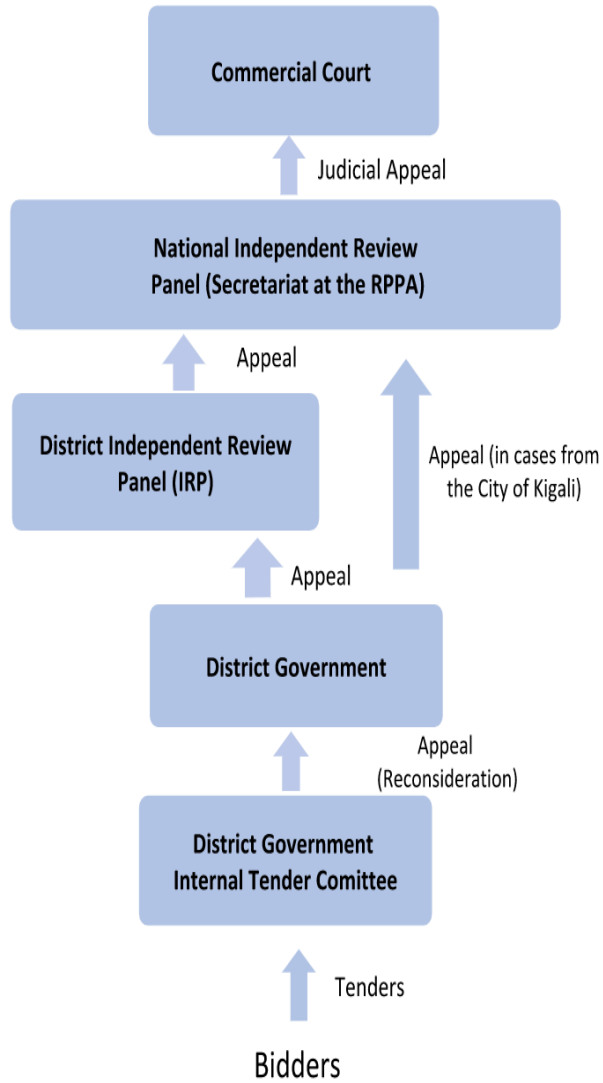 Commercial Court
Judicial Appeal
National Independent Review
Panel (Secretariat at the RPPA)
Appeal
District Independent Review
Panel (IRP)
Appeal (in cases from
the City of Kigali)
Appeal
District Government
Appeal
(Reconsideration)
District Government
Internal Tender Comittee
Tenders
Bidders